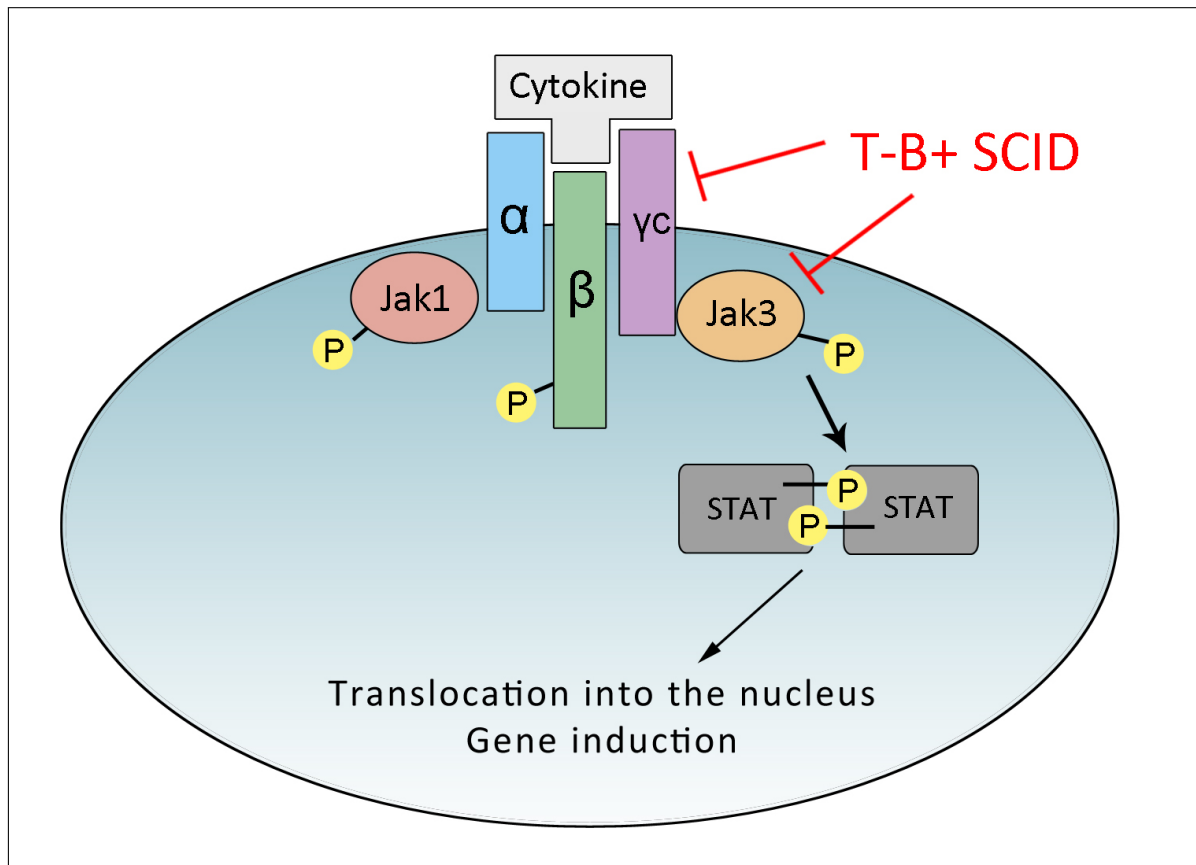 Cytokine
T-B+ SCID
α
γc
β
Jak1
Jak3
P
P
P
STAT
P
P
STAT
Translocation into the nucleus
Gene induction